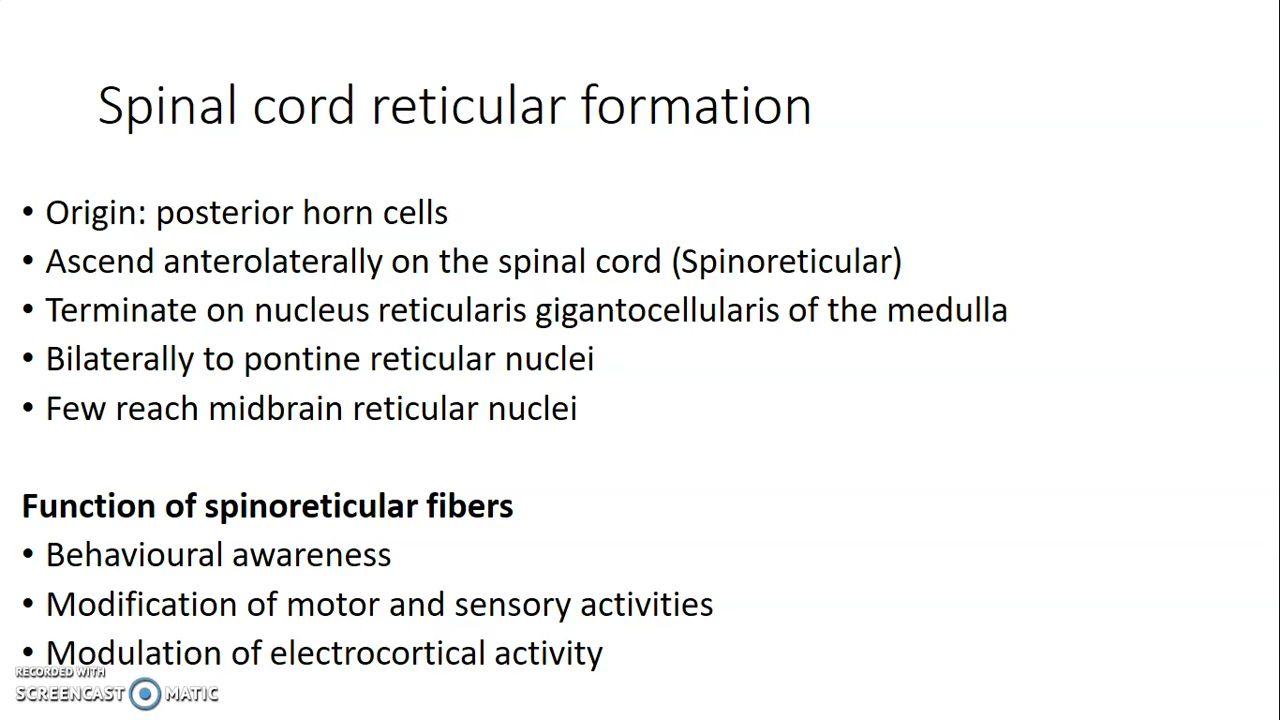 Spinal cord reticular formation
• Origin: posterior horn cells
• Ascend anterolaterally on the spinal cord (Spinoreticular)
• Terminate on nucleus reticularis gigantocellularis of the medulla
• Bilaterally to pontine reticular nuclei
• Few reach midbrain reticular nuclei
Function of spinoreticular fibers
• Behavioural awareness
• Modification of motor and sensory activities
• Modulation of electrocortical activity
RECORDED WITH
SCREENCAST MATIC